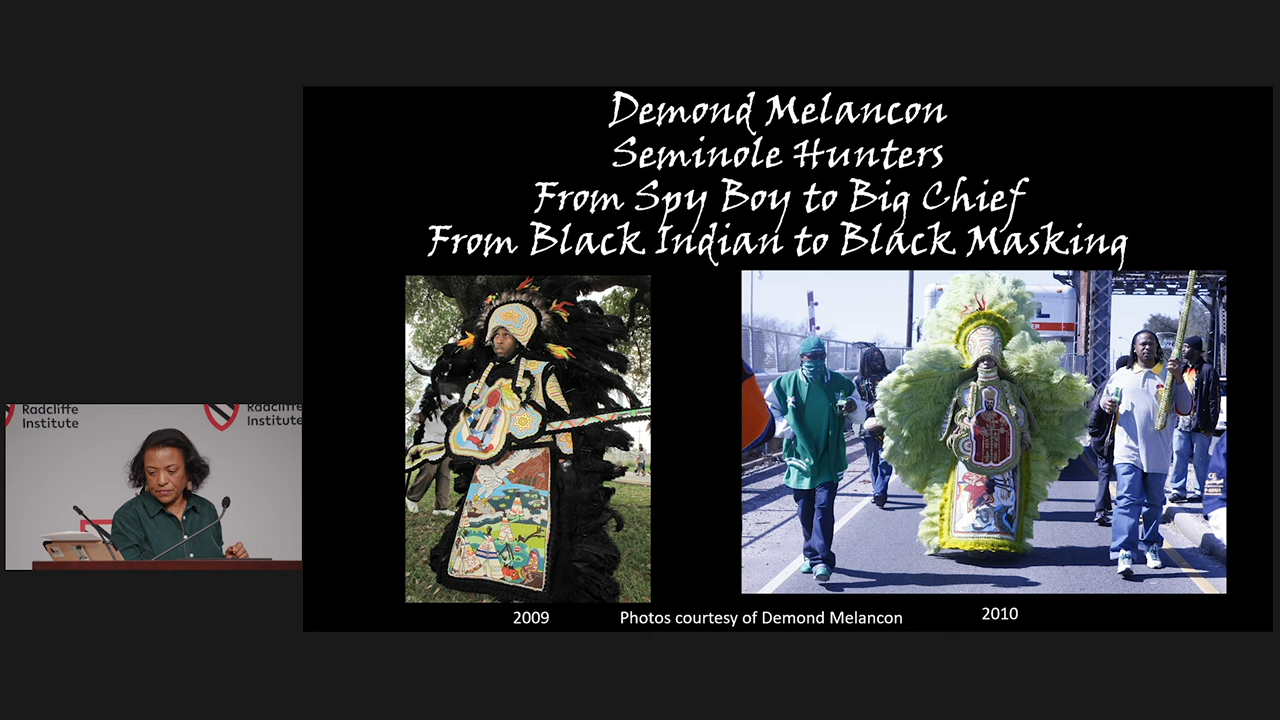 Demond Melancon
Seminole Hunters
From Spy Boy to Big Chief
From Black Indian to Black Masking
2009
Photos courtesy of Demond Melancon
2010
Radcliffe
Institute
Radcliffe
Institute